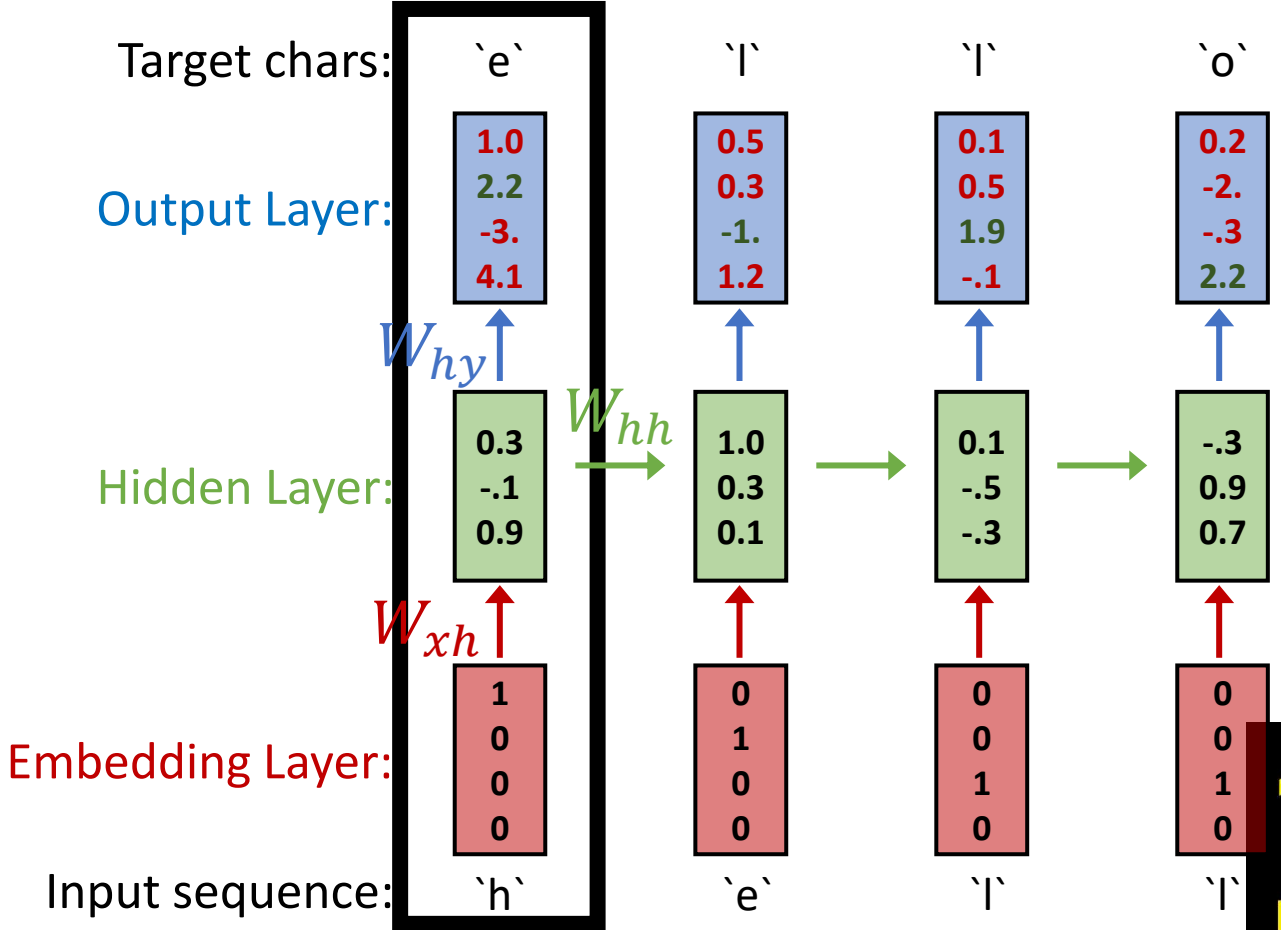 Target chars: `e` `l` `l` `o`
1.0 0.5 0.1 0.2
Output Layer: 2.2 0.3 0.5 -2.
-3. -1. 1.9 -.3
4.1 1.2 -.1 2.2
W_hy
W_hh
0.3 1.0 0.1 -.3
Hidden Layer: -.1 0.3 -.5 0.9
0.9 0.1 -.3 0.7
W_xh
1 0 0 0
0 1 0 0
Embedding Layer: 0 0 1 1
0 0 0 0
Input sequence: `h` `e` `l` `l`